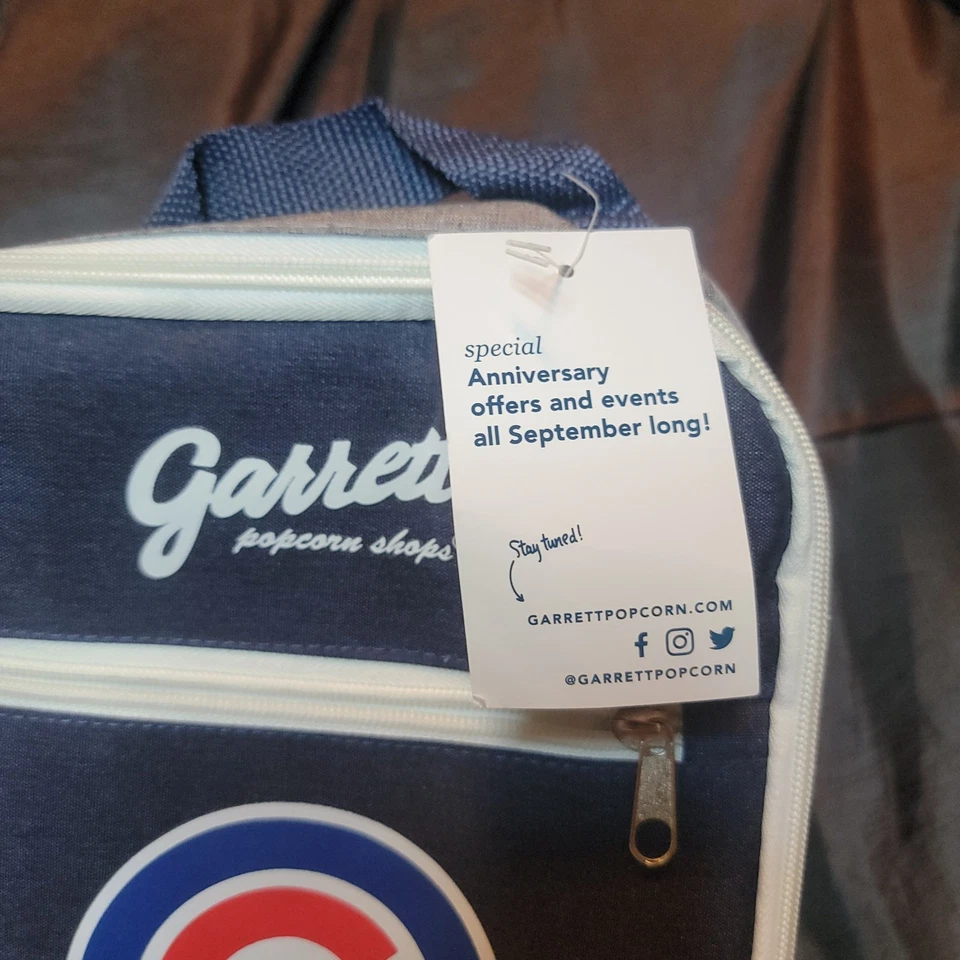 Garrett
popcorn shops
special
Anniversary
offers and events
all September long!
Stay tuned!
GARRETTPOPCORN.COM
@GARRETTPOPCORN